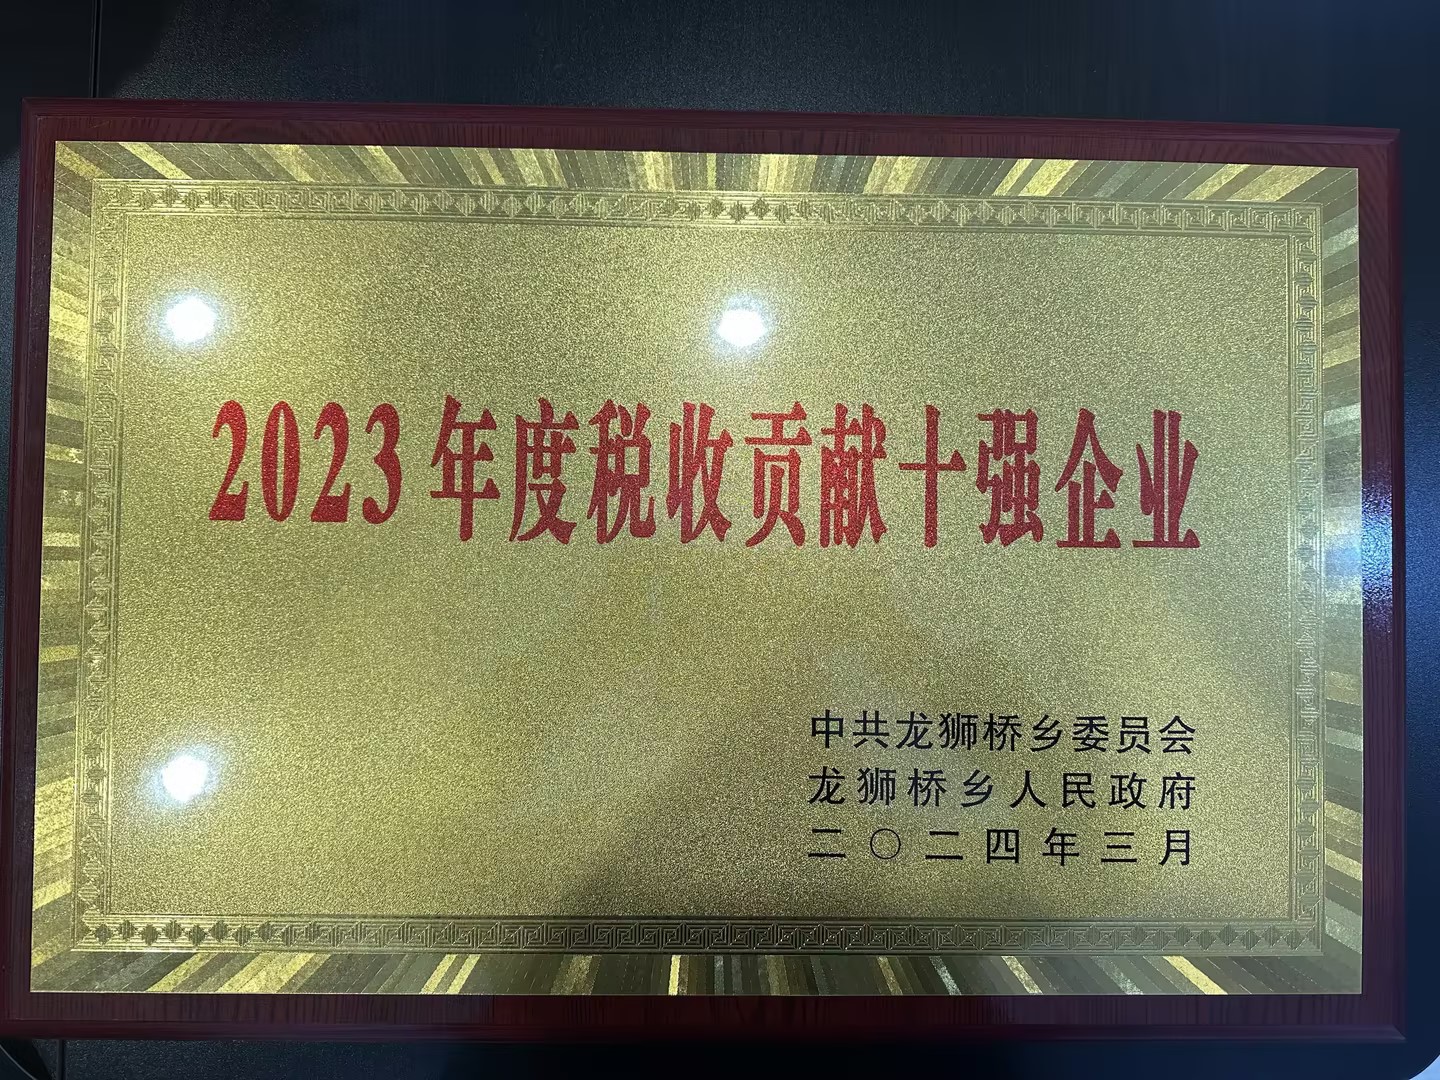 2023年度税收贡献十强企业
中共龙狮桥乡委员会
龙狮桥乡人民政府
二〇二四年三月